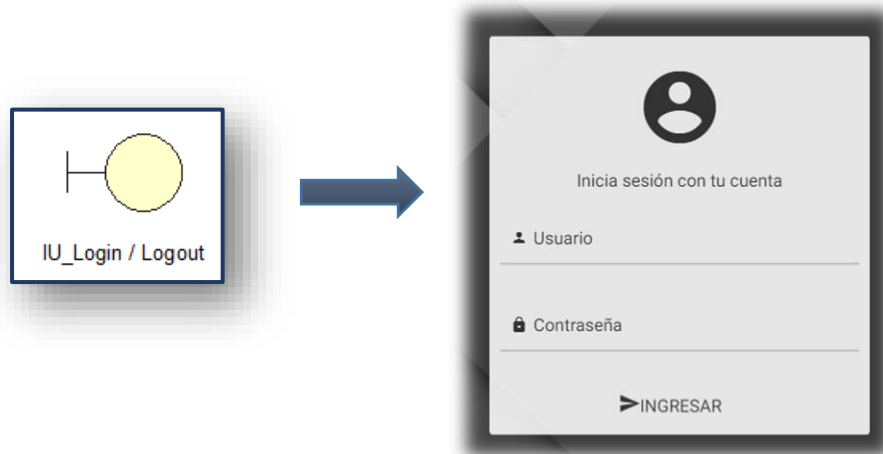 IU_Login / Logout
Inicia sesión con tu cuenta
Usuario
Contraseña
INGRESAR